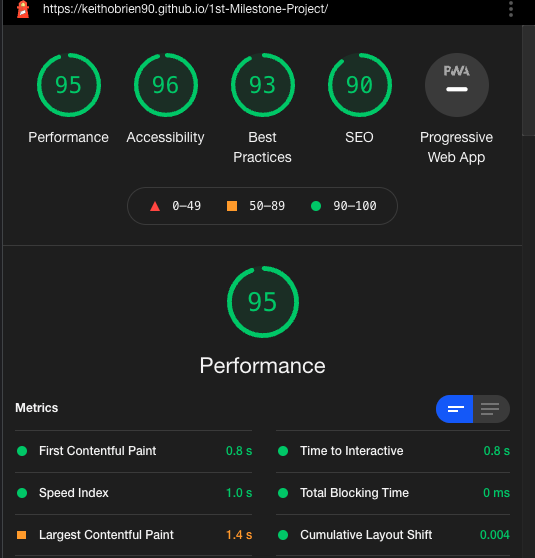 https://keithobrien90.github.io/1st-Milestone-Project/
95 96 93 90 PWA
Performance Accessibility Best Practices SEO Progressive Web App
0–49 50–89 90–100
95
Performance
Metrics
First Contentful Paint 0.8 s
Time to Interactive 0.8 s
Speed Index 1.0 s
Total Blocking Time 0 ms
Largest Contentful Paint 1.4 s
Cumulative Layout Shift 0.004